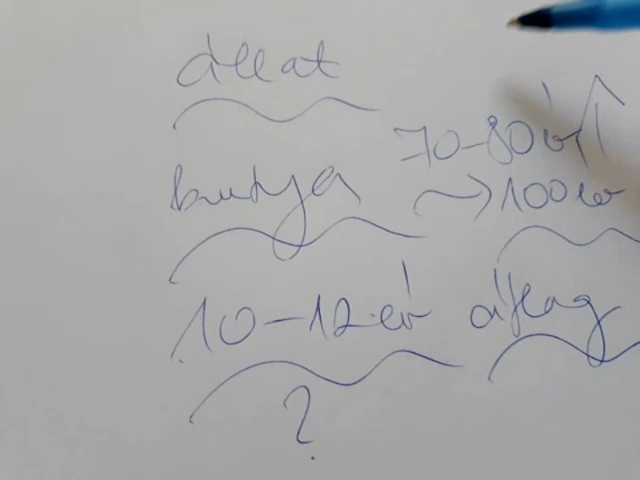 állat
70-80 év
kutya → 100 év
10-12 év átlag
?